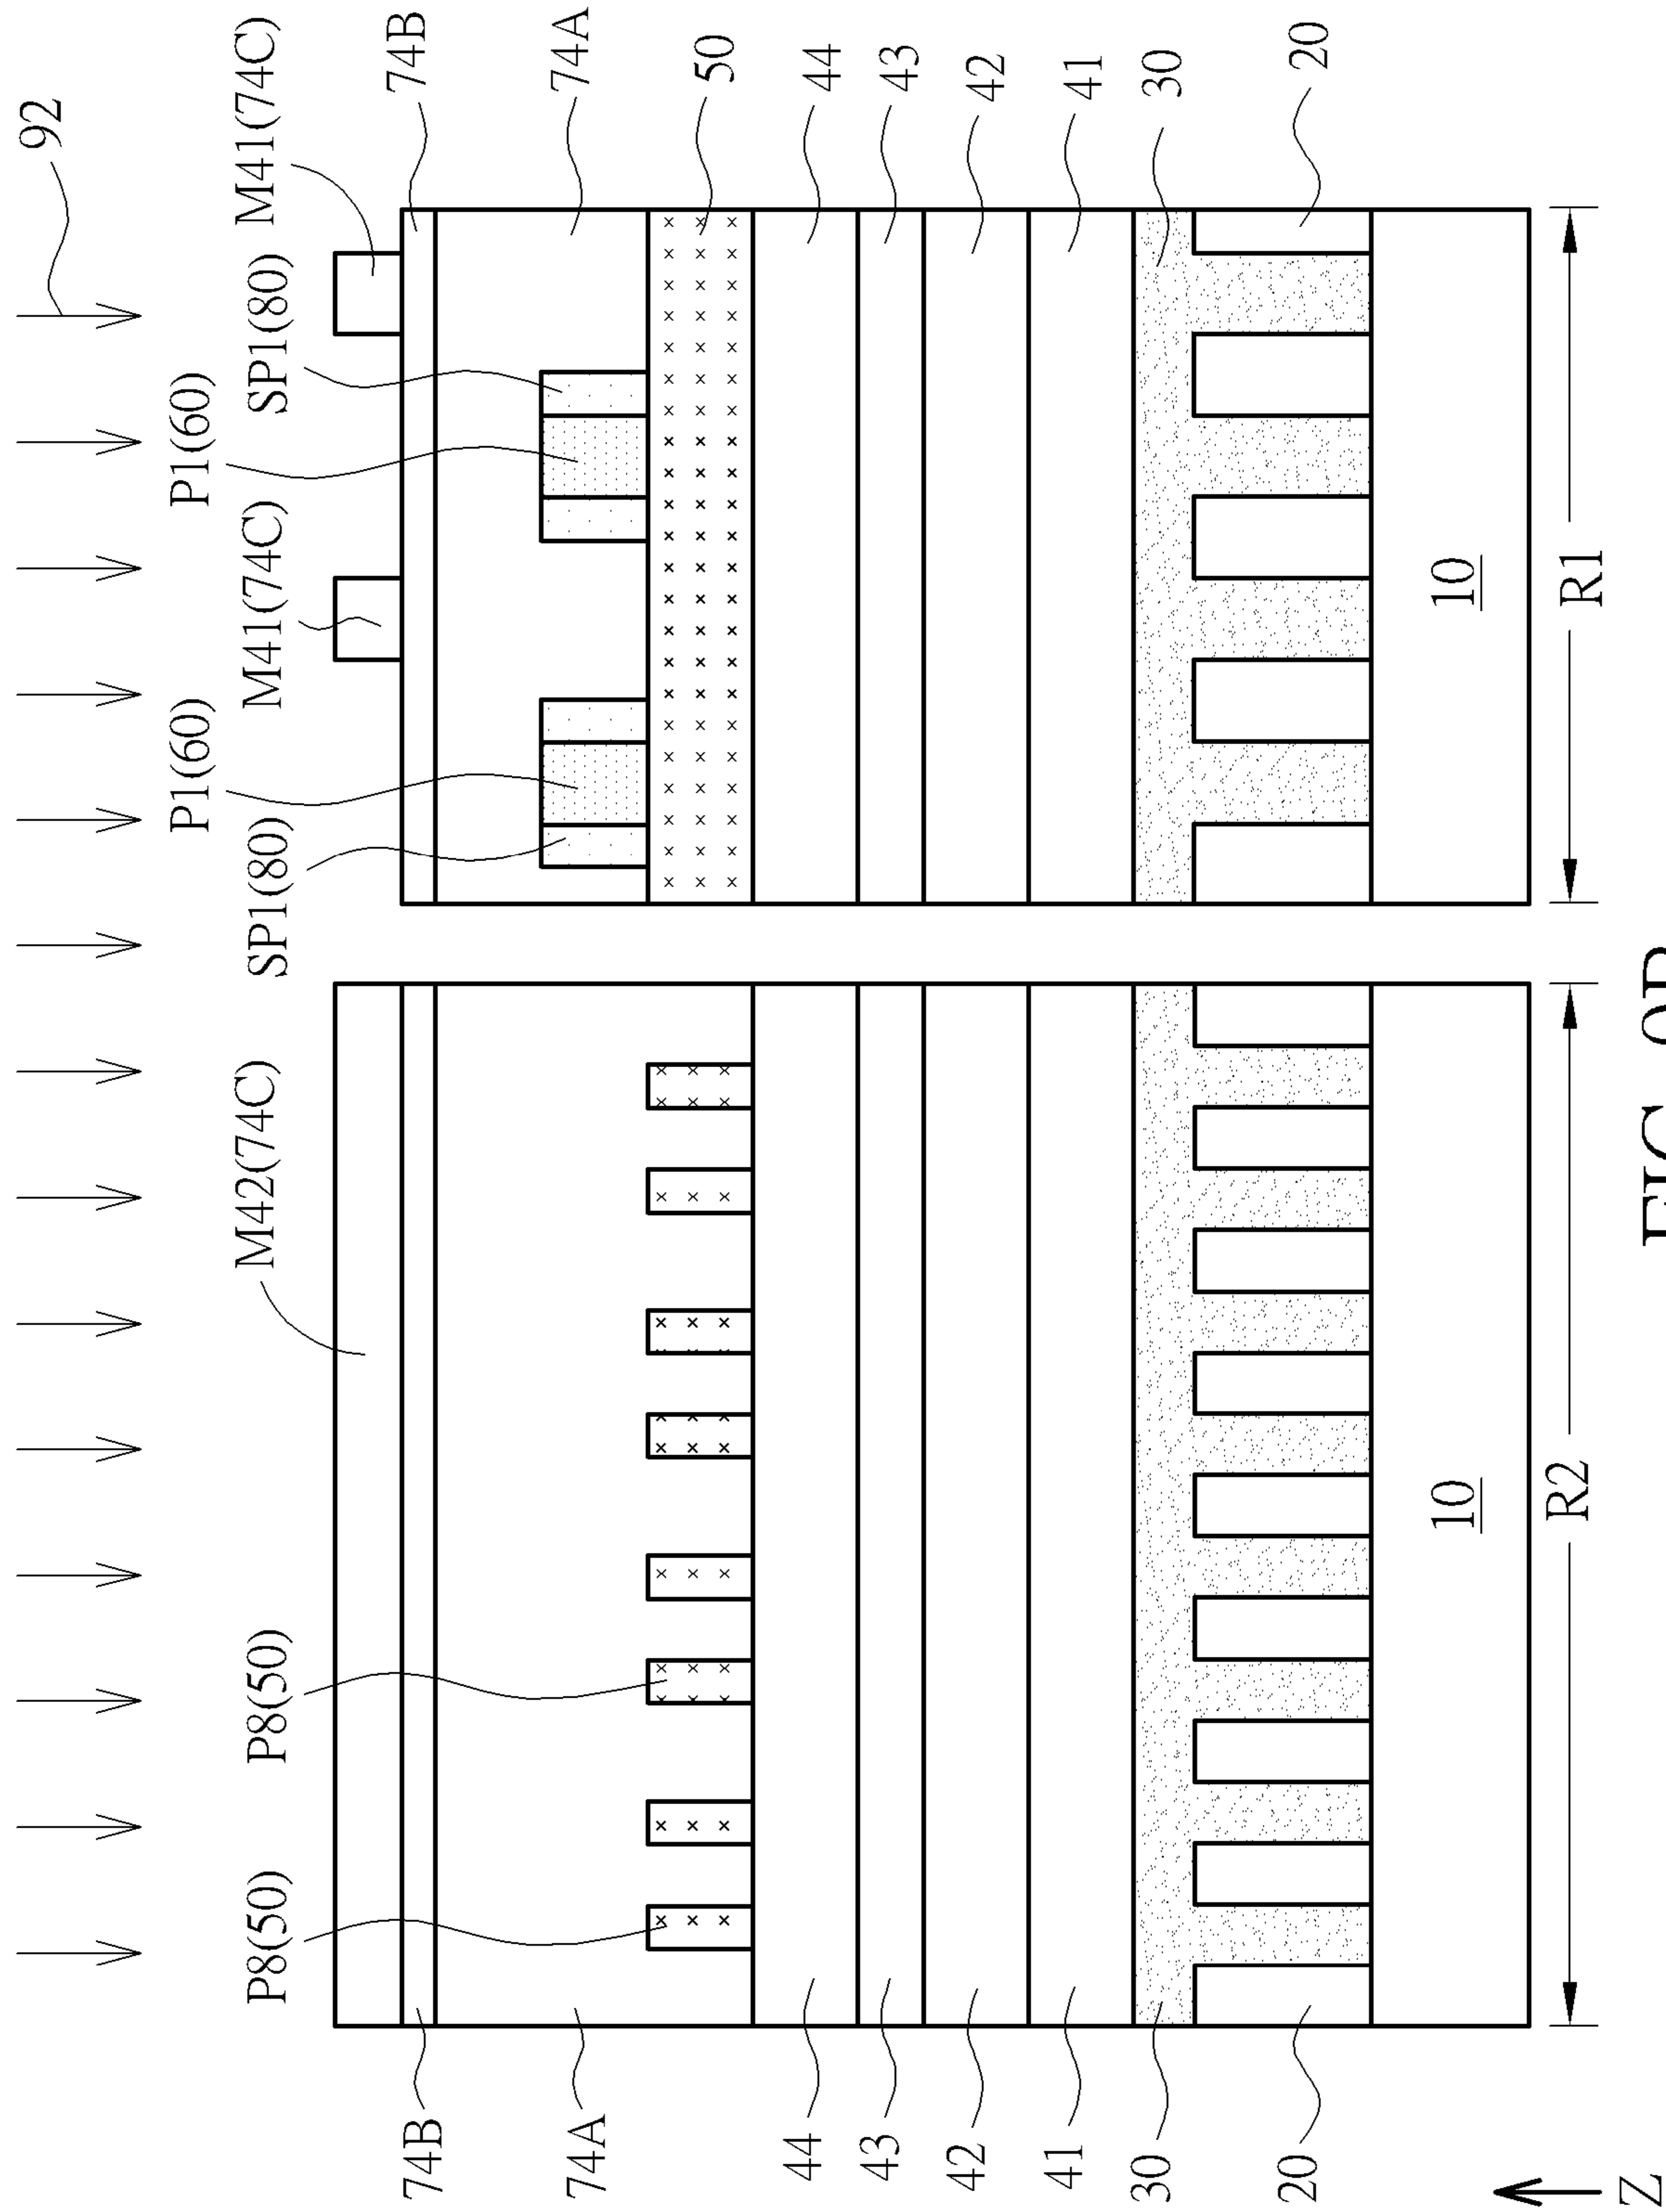 92
P1(60) P1(60)
P8(50) P8(50) M42(74C) SP1(80) M41(74C) SP1(80) M41(74C)
74B 74B
74A 74A
50
44 44
43 43
42 42
41 41
30 30
20 20
10 10
R2 R1
Z
FIG